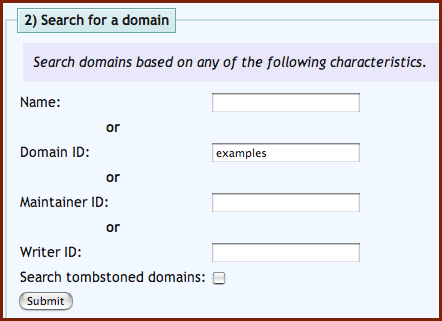 2) Search for a domain
Search domains based on any of the following characteristics.
Name:
or
Domain ID: examples
or
Maintainer ID:
or
Writer ID:
Search tombstoned domains:
Submit